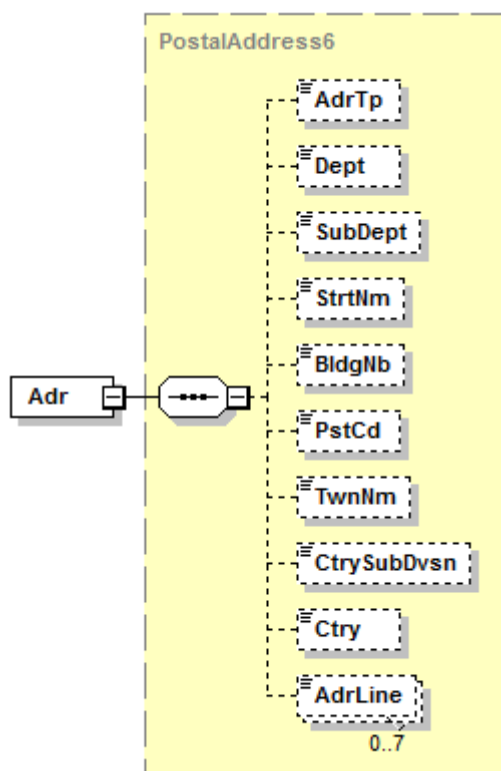 PostalAddress6
AdrTp
Dept
SubDept
StrtNm
BldgNb
Adr
PstCd
TwnNm
CtrySubDvsn
Ctry
AdrLine
0..7